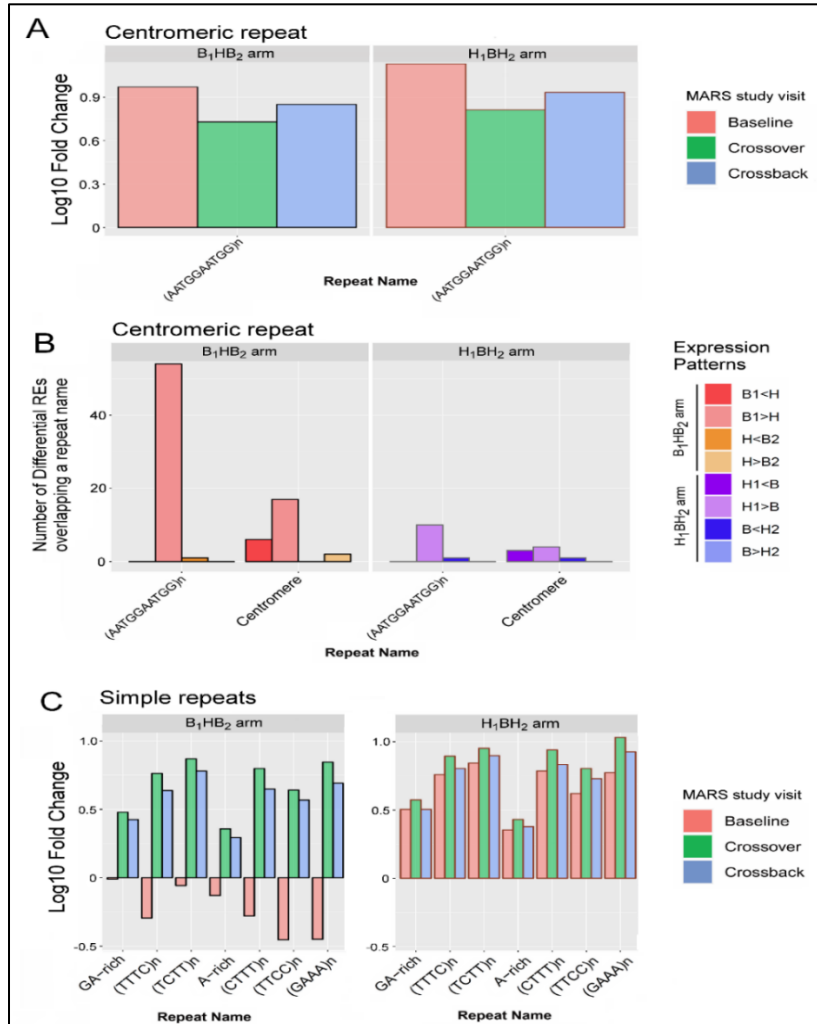 A
Centromeric repeat
B₁HB₂ arm
H₁BH₂ arm
Log10 Fold Change
0.9
0.6
0.3
0
(AATGGAATGG)n
(AATGGAATGG)n
Repeat Name
MARS study visit
Baseline
Crossover
Crossback
B
Centromeric repeat
B₁HB₂ arm
H₁BH₂ arm
Number of Differential REs
overlapping a repeat name
40
20
0
(AATGGAATGG)n
Centromere
(AATGGAATGG)n
Centromere
Repeat Name
Expression
Patterns
B₁HB₂ arm
B1<H
B1>H
H<B2
H>B2
H₁BH₂ arm
H1<B
H1>B
B<H2
B>H2
C
Simple repeats
B₁HB₂ arm
H₁BH₂ arm
Log10 Fold Change
1.0
0.5
0
-0.5
GA-rich
(TTTC)n
(TCTT)n
A-rich
(CTTT)n
(TTCC)n
(GAAA)n
Repeat Name
1.0
0.5
0
-0.5
GA-rich
(TTTC)n
(TCTT)n
A-rich
(CTTT)n
(TTCC)n
(GAAA)n
Repeat Name
MARS study visit
Baseline
Crossover
Crossback